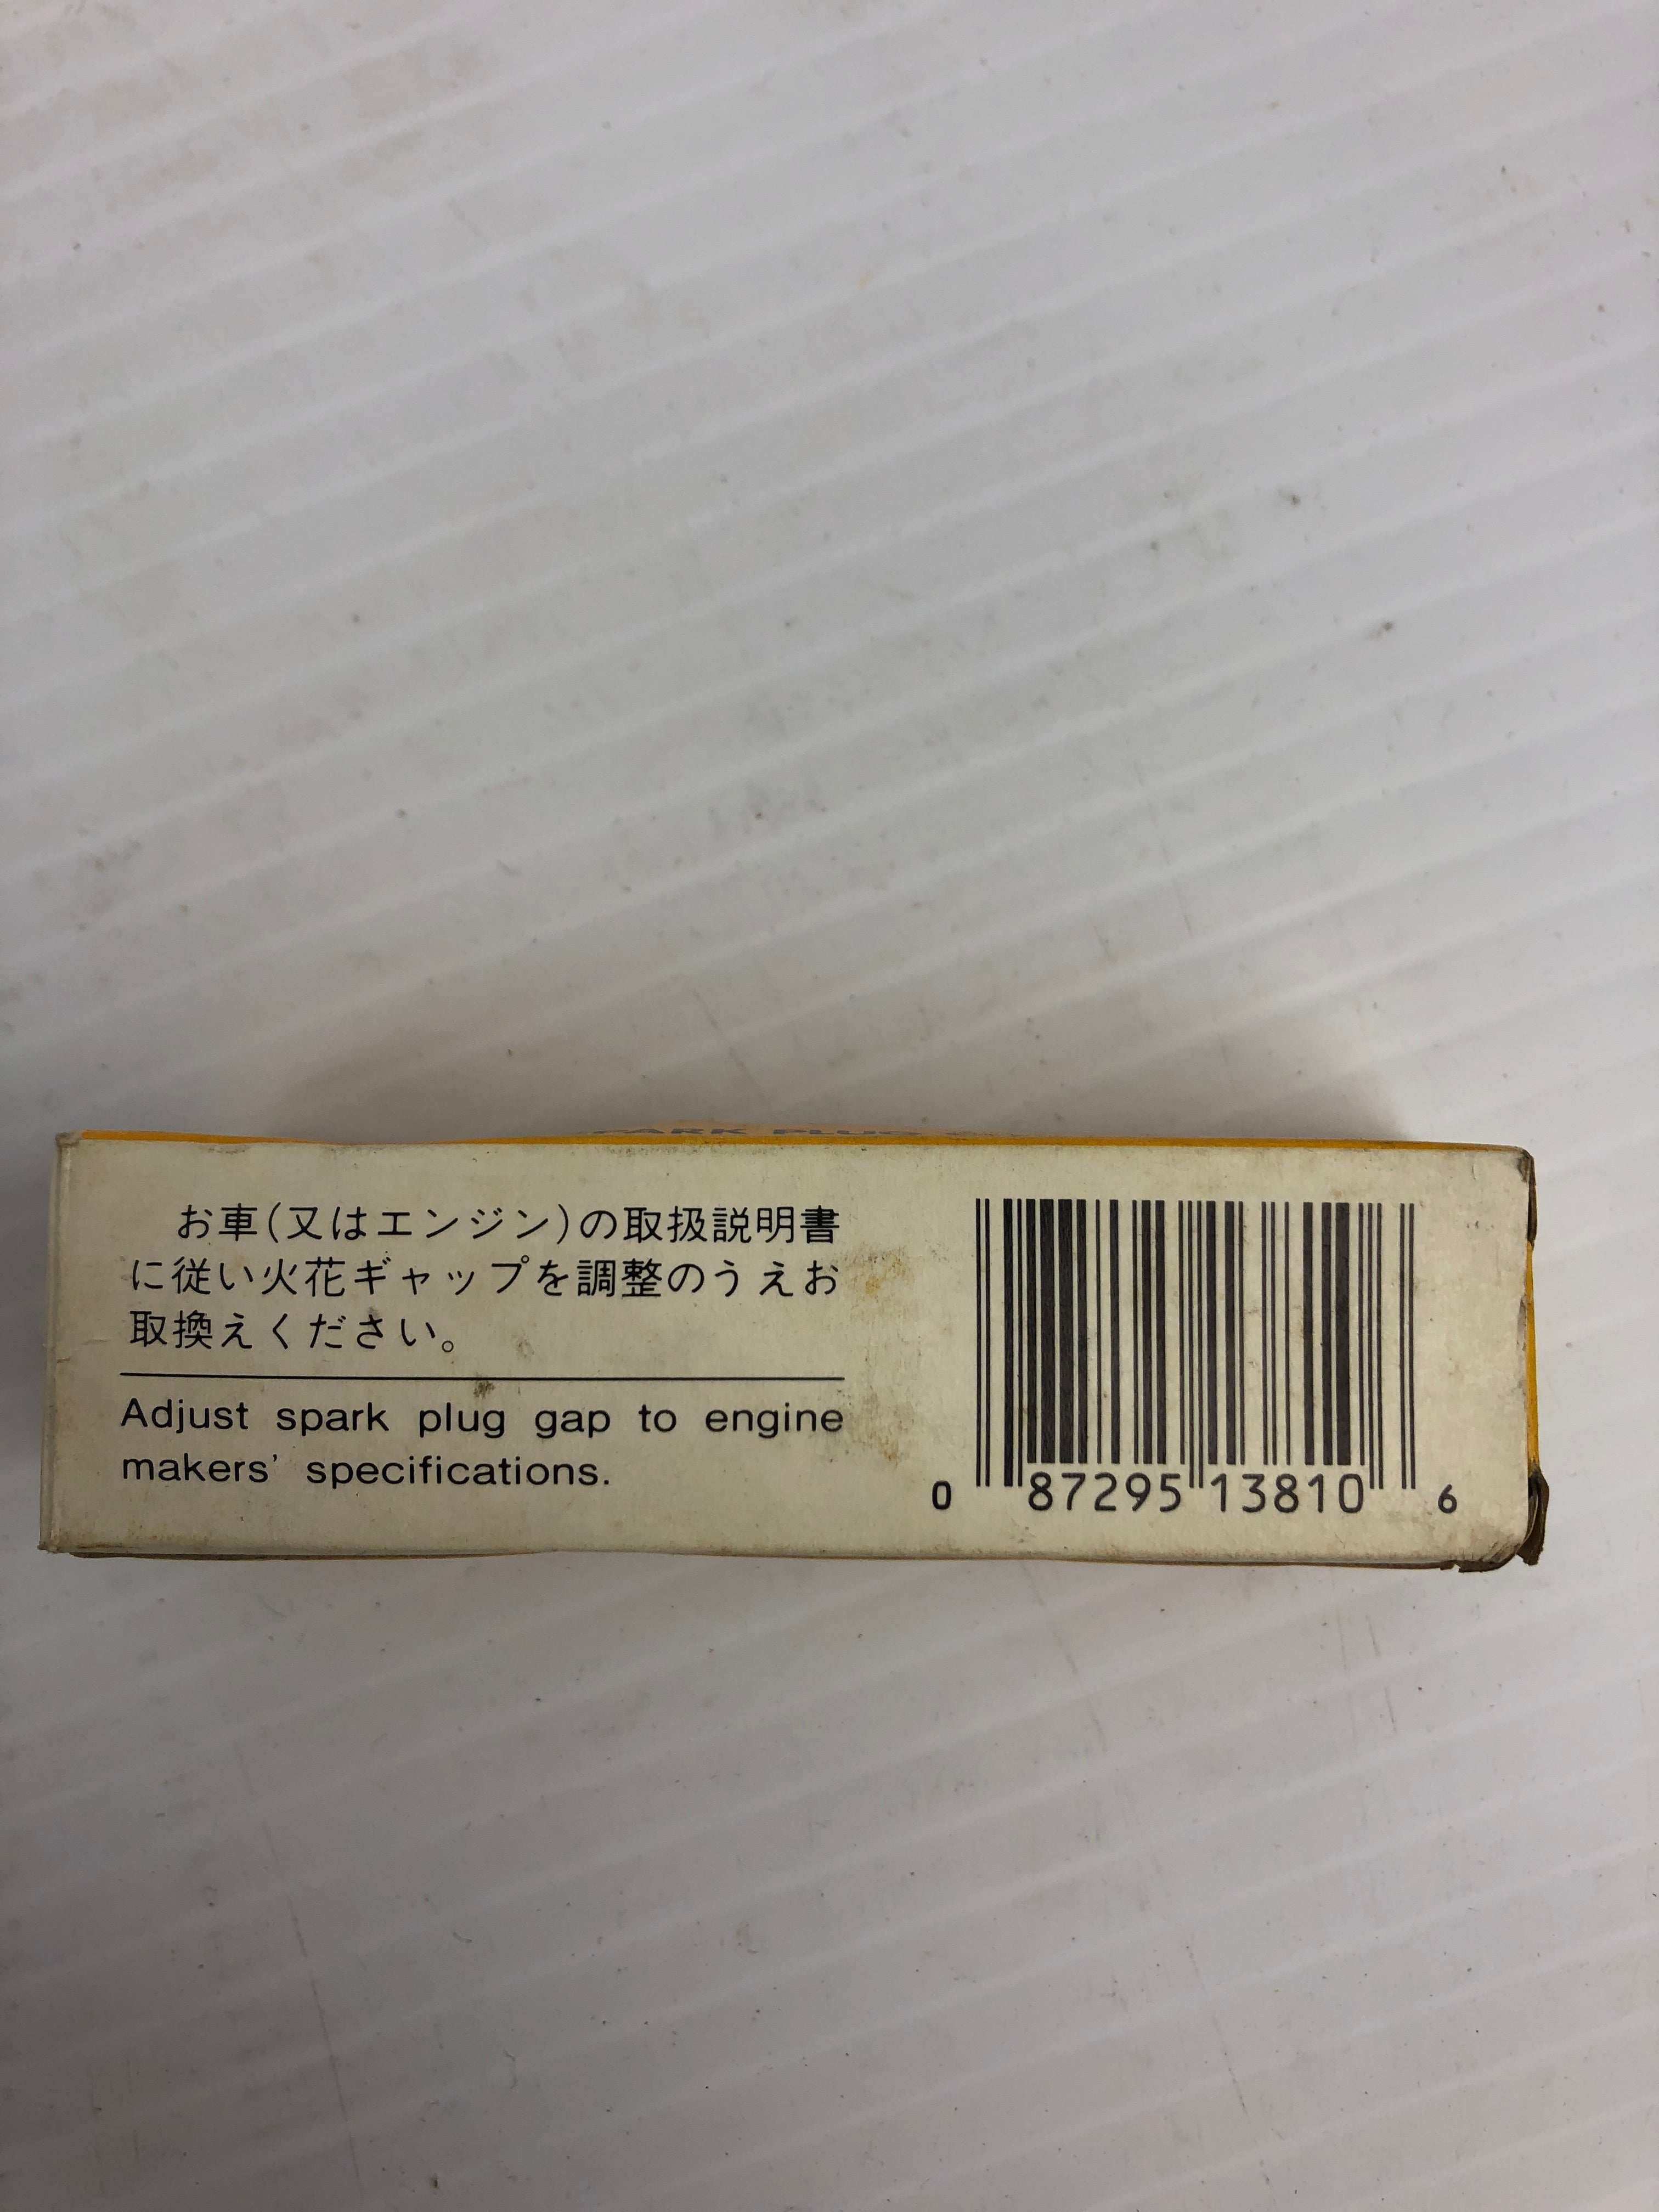 SPARK PLUG
お車(又はエンジン)の取扱説明書
に従い火花ギャップを調整のうえお
取換えください。
Adjust spark plug gap to engine
makers' specifications.
0 87295 13810 6